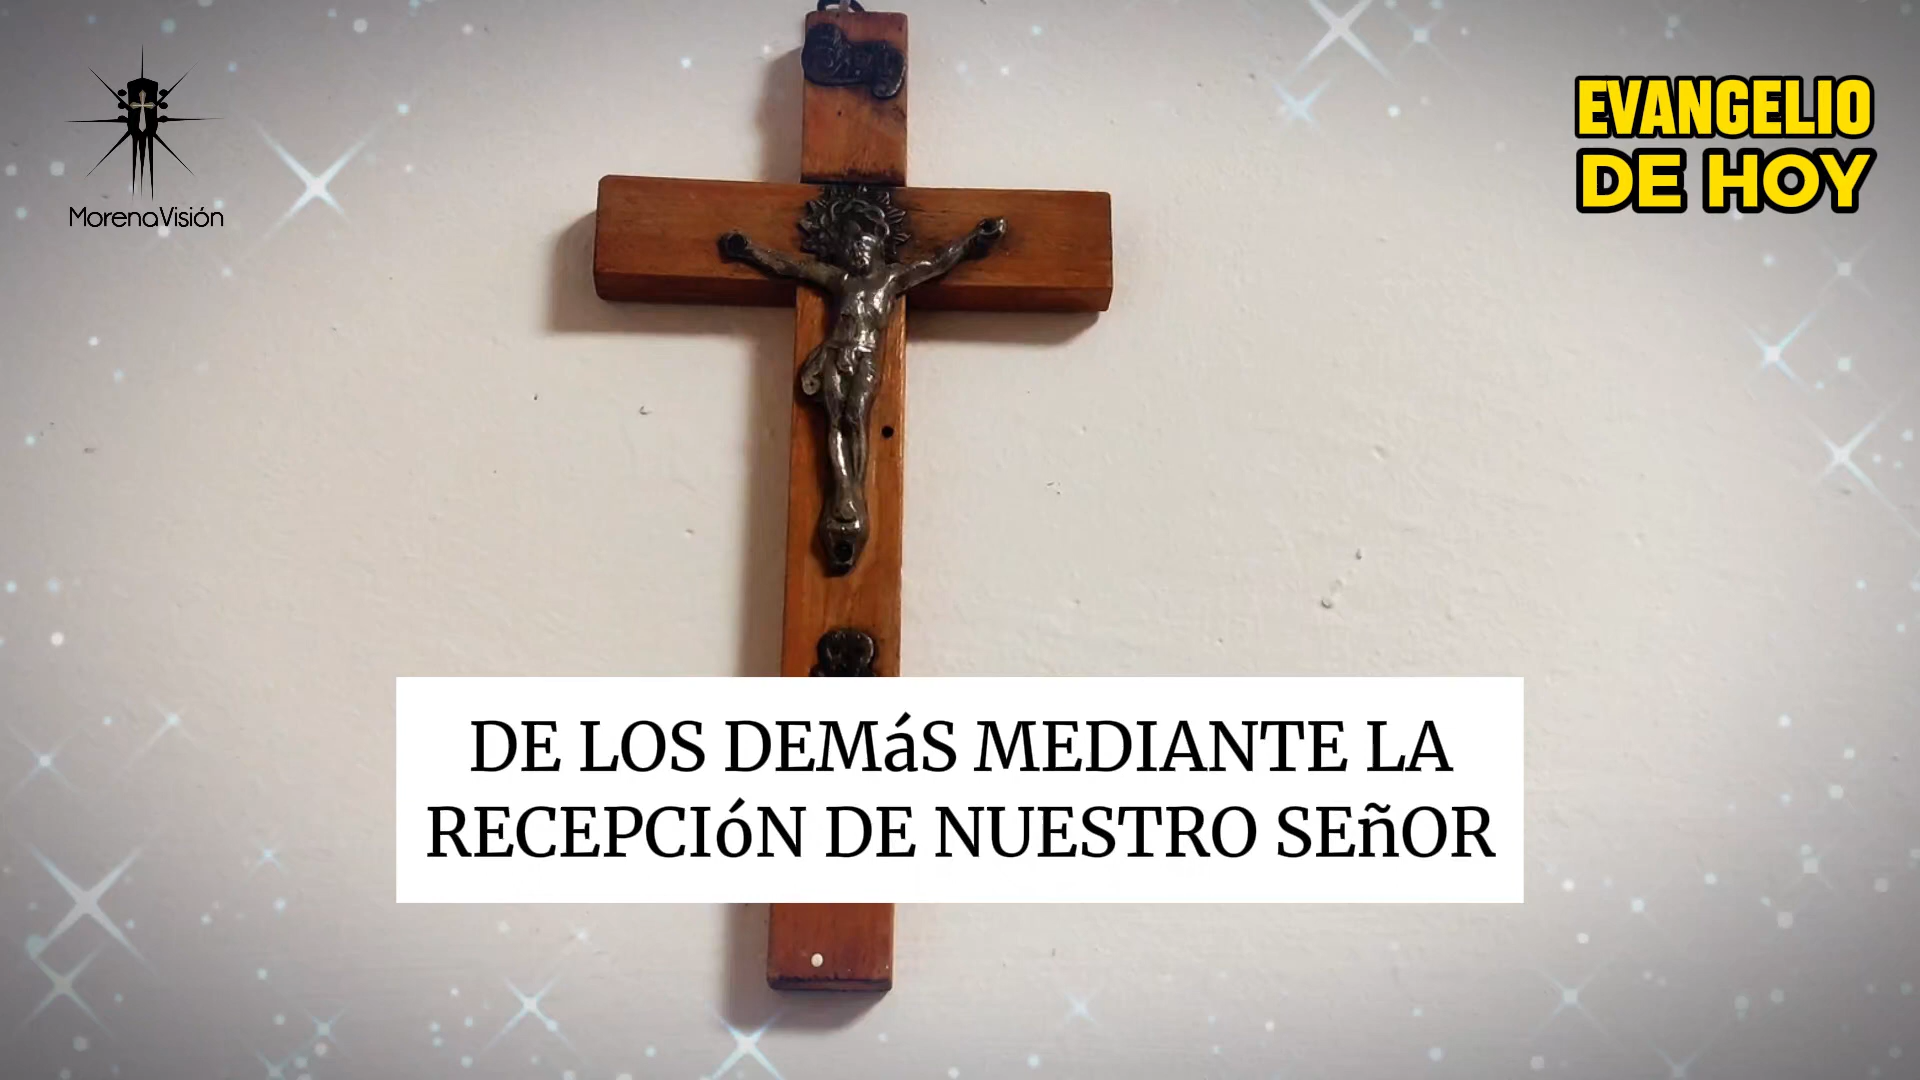 MorenaVisión
EVANGELIO
DE HOY
DE LOS DEMáS MEDIANTE LA
RECEPCIóN DE NUESTRO SEñOR